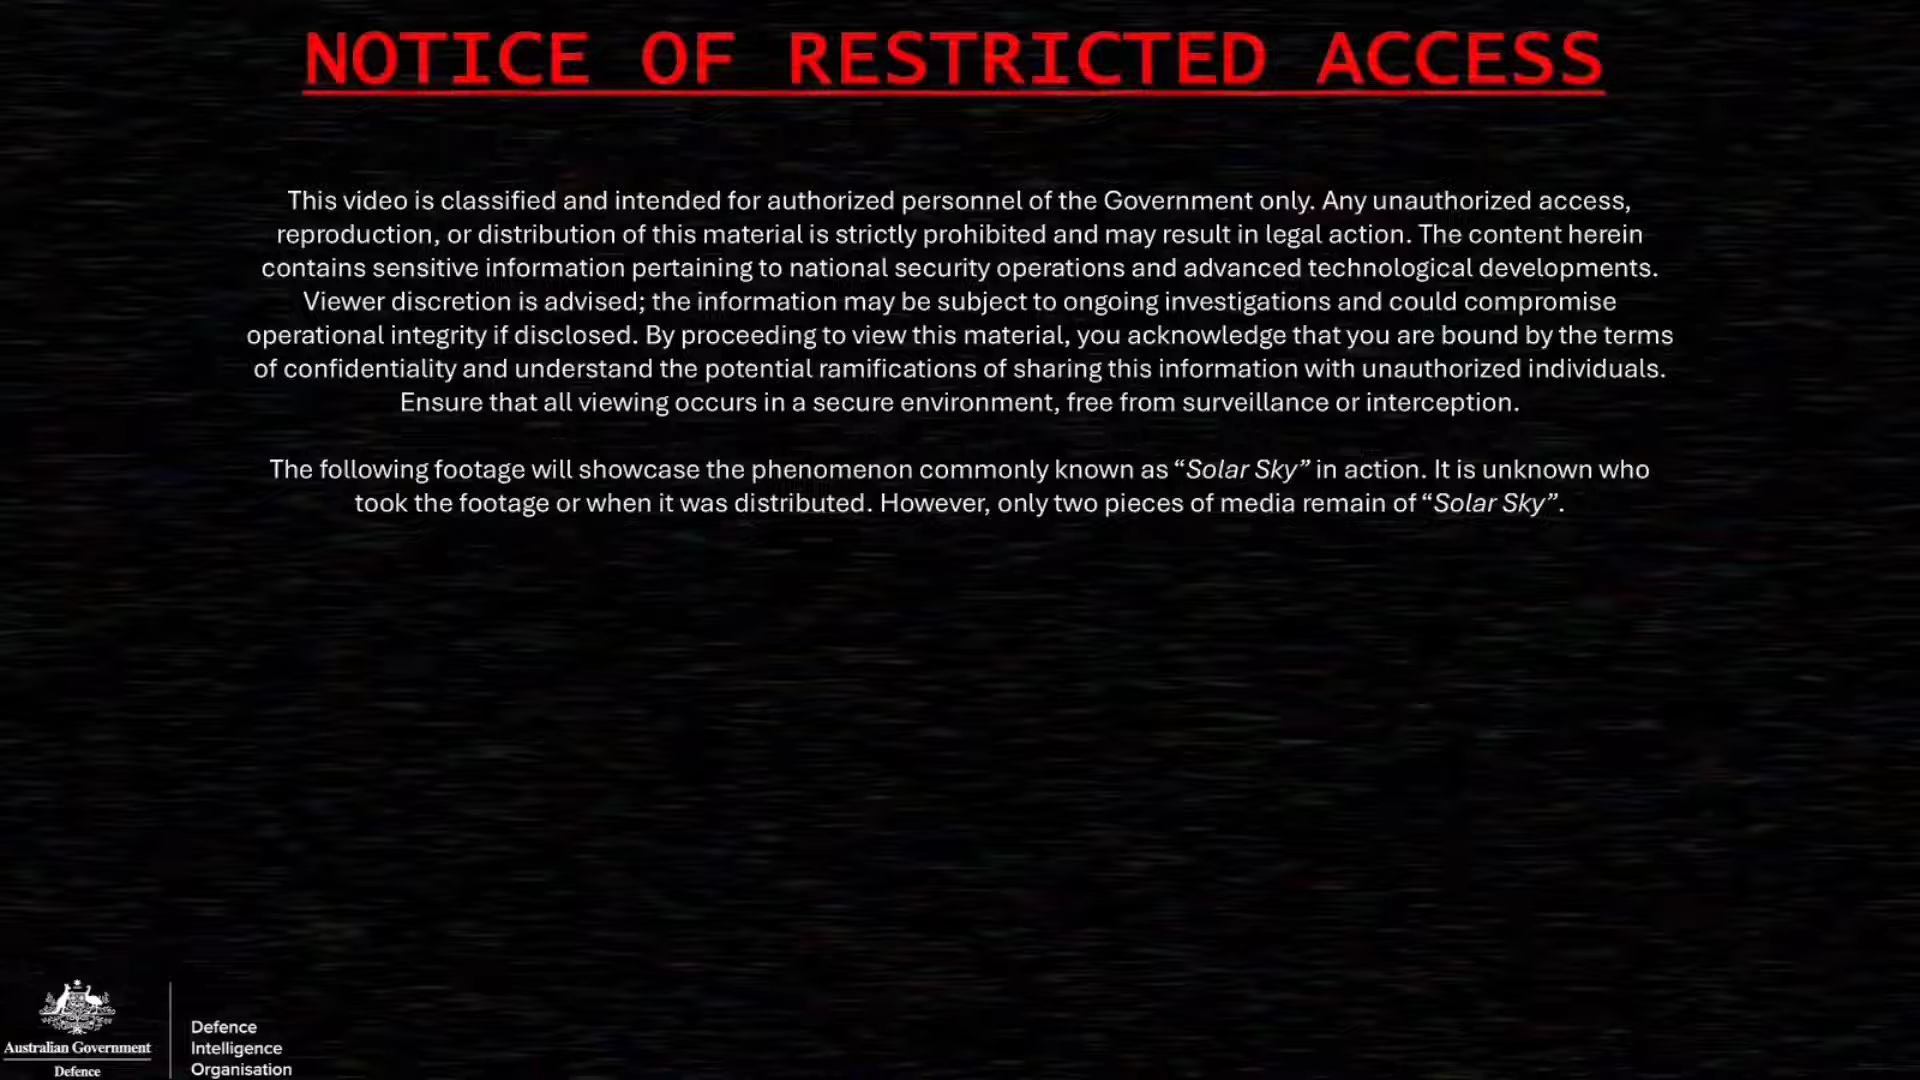 NOTICE OF RESTRICTED ACCESS
This video is classified and intended for authorized personnel of the Government only. Any unauthorized access,
reproduction, or distribution of this material is strictly prohibited and may result in legal action. The content herein
contains sensitive information pertaining to national security operations and advanced technological developments.
Viewer discretion is advised; the information may be subject to ongoing investigations and could compromise
operational integrity if disclosed. By proceeding to view this material, you acknowledge that you are bound by the terms
of confidentiality and understand the potential ramifications of sharing this information with unauthorized individuals.
Ensure that all viewing occurs in a secure environment, free from surveillance or interception.
The following footage will showcase the phenomenon commonly known as “Solar Sky” in action. It is unknown who
took the footage or when it was distributed. However, only two pieces of media remain of “Solar Sky”.
Australian Government
Defence
Defence
Intelligence
Organisation